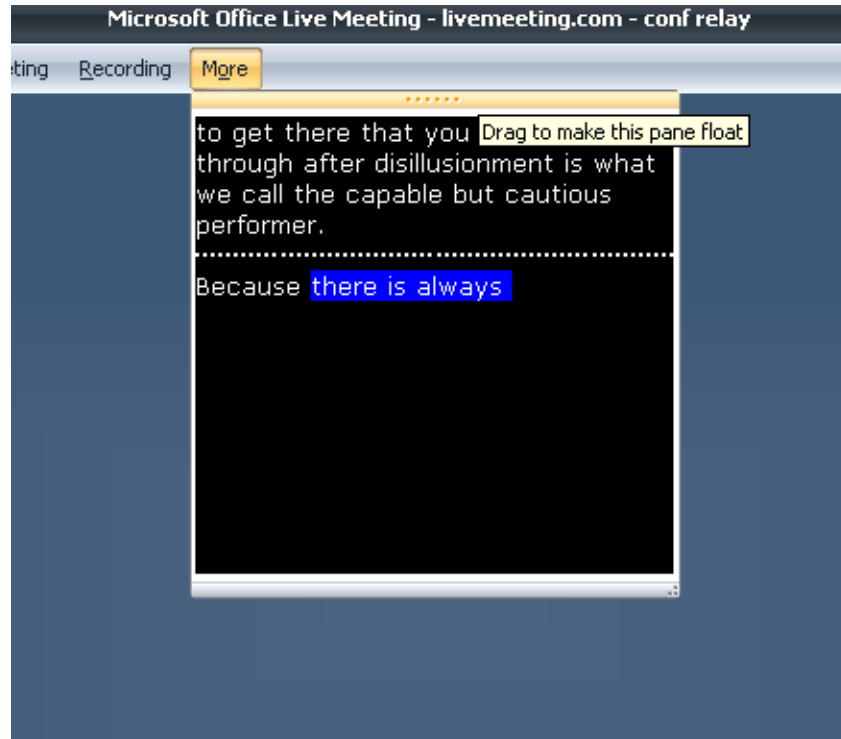 Microsoft Office Live Meeting - livemeeting.com - conf relay
ting Recording More
Drag to make this pane float
to get there that you
through after disillusionment is what
we call the capable but cautious
performer.
Because there is always